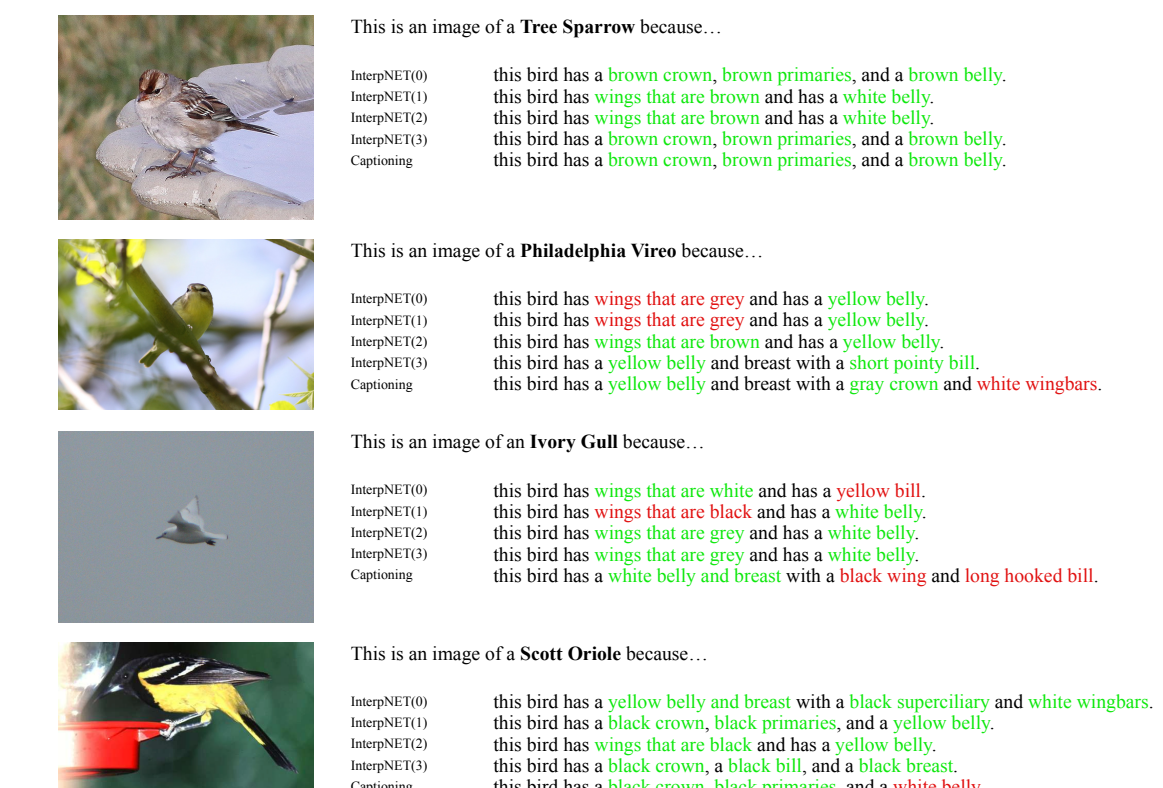 This is an image of a Tree Sparrow because…
InterpNET(0) this bird has a brown crown, brown primaries, and a brown belly.
InterpNET(1) this bird has wings that are brown and has a white belly.
InterpNET(2) this bird has wings that are brown and has a white belly.
InterpNET(3) this bird has a brown crown, brown primaries, and a brown belly.
Captioning this bird has a brown crown, brown primaries, and a brown belly.
This is an image of a Philadelphia Vireo because…
InterpNET(0) this bird has wings that are grey and has a yellow belly.
InterpNET(1) this bird has wings that are grey and has a yellow belly.
InterpNET(2) this bird has wings that are brown and has a yellow belly.
InterpNET(3) this bird has a yellow belly and breast with a short pointy bill.
Captioning this bird has a yellow belly and breast with a gray crown and white wingbars.
This is an image of an Ivory Gull because…
InterpNET(0) this bird has wings that are white and has a yellow bill.
InterpNET(1) this bird has wings that are black and has a white belly.
InterpNET(2) this bird has wings that are grey and has a white belly.
InterpNET(3) this bird has wings that are grey and has a white belly.
Captioning this bird has a white belly and breast with a black wing and long hooked bill.
This is an image of a Scott Oriole because…
InterpNET(0) this bird has a yellow belly and breast with a black superciliary and white wingbars.
InterpNET(1) this bird has a black crown, black primaries, and a yellow belly.
InterpNET(2) this bird has wings that are black and has a yellow belly.
InterpNET(3) this bird has a black crown, a black bill, and a black breast.
Captioning this bird has a black crown, black primaries, and a white belly.